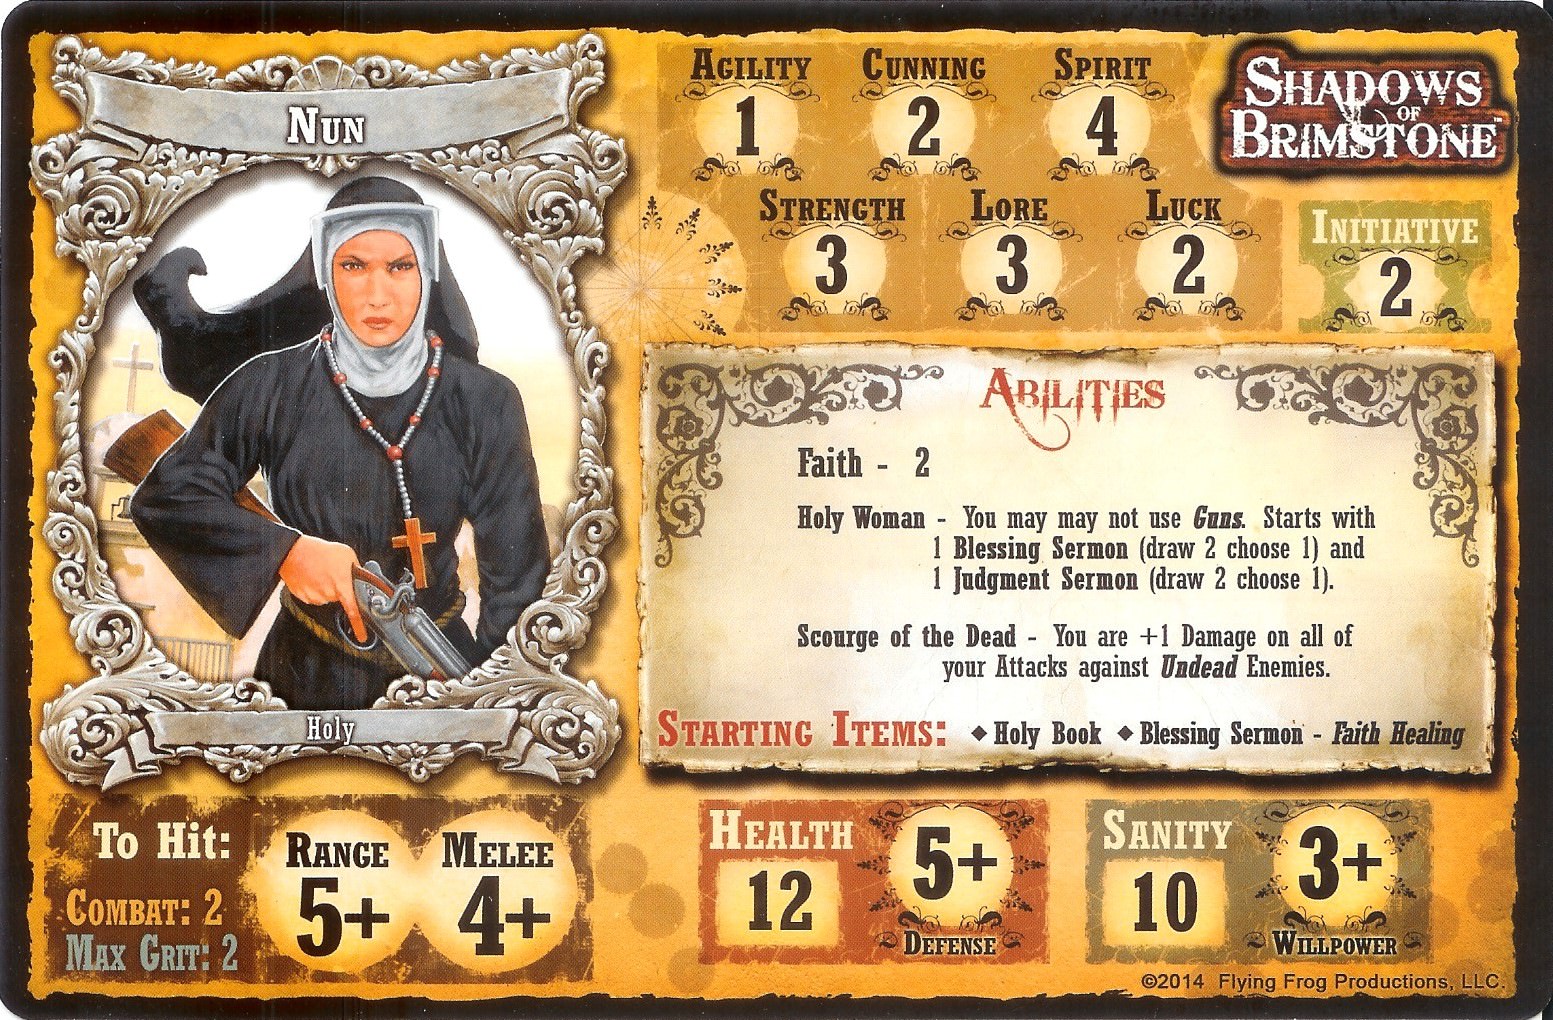 Nun
Holy
To Hit:
Combat: 2
Max Grit: 2
Range
5+
Melee
4+
Agility
1
Cunning
2
Spirit
4
Strength
3
Lore
3
Luck
2
Shadows
of
Brimstone™
Initiative
2
Abilities
Faith - 2
Holy Woman - You may may not use Guns. Starts with
1 Blessing Sermon (draw 2 choose 1) and
1 Judgment Sermon (draw 2 choose 1).
Scourge of the Dead - You are +1 Damage on all of
your Attacks against Undead Enemies.
Starting Items: ◆ Holy Book ◆ Blessing Sermon - Faith Healing
Health
12
5+
Defense
Sanity
10
3+
Willpower
©2014 Flying Frog Productions, LLC.